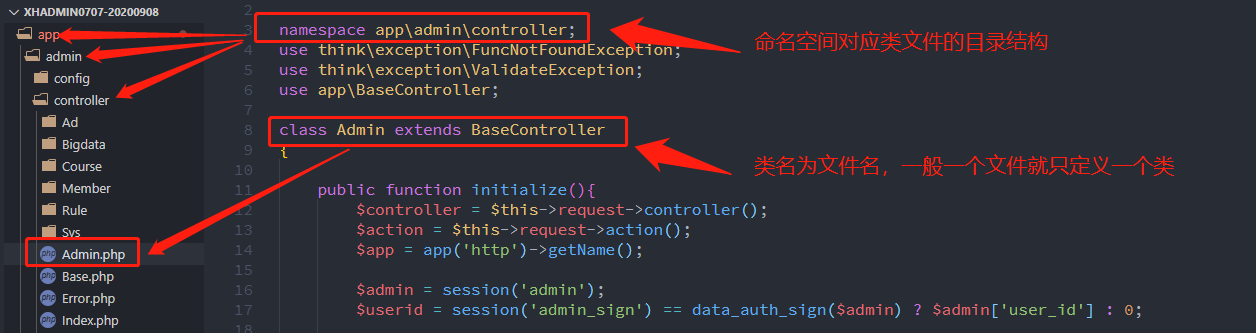 XHADMIN0707-20200908
app
admin
config
controller
Ad
Bigdata
Course
Member
Rule
Sys
Admin.php
Base.php
Error.php
Index.php
2
3 namespace app\admin\controller;
4 use think\exception\FuncNotFoundException;
5 use think\exception\ValidateException;
6 use app\BaseController;
7
8 class Admin extends BaseController
9 {
10
11 public function initialize(){
12 $controller = $this->request->controller();
13 $action = $this->request->action();
14 $app = app('http')->getName();
15
16 $admin = session('admin');
17 $userid = session('admin_sign') == data_auth_sign($admin) ? $admin['user_id'] : 0;
18
命名空间对应类文件的目录结构
类名为文件名，一般一个文件就只定义一个类